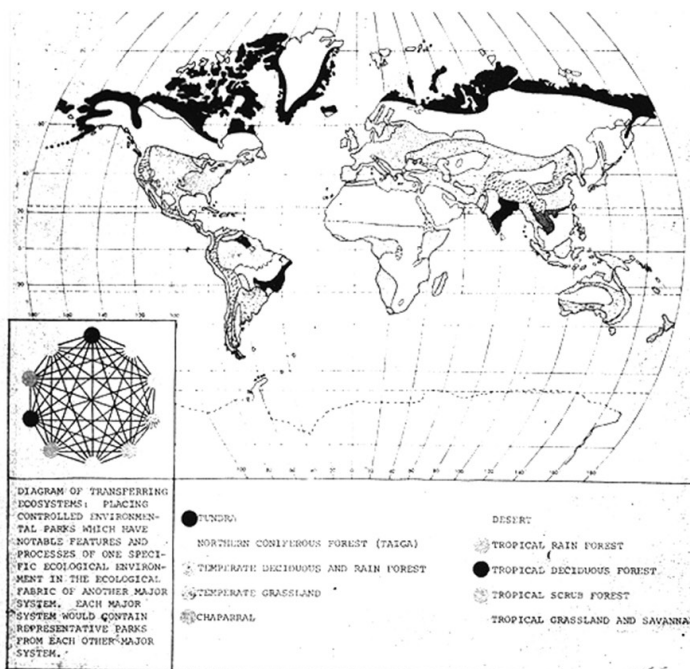 DIAGRAM OF TRANSFERRING
ECOSYSTEMS: PLACING
CONTROLLED ENVIRONMEN-
TAL PARKS WHICH HAVE
NOTABLE FEATURES AND
PROCESSES OF ONE SPECI-
FIC ECOLOGICAL ENVIRON-
MENT IN THE ECOLOGICAL
FABRIC OF ANOTHER MAJOR
SYSTEM. EACH MAJOR
SYSTEM WOULD CONTAIN
REPRESENTATIVE PARKS
FROM EACH OTHER MAJOR
SYSTEM.
TUNDRA
NORTHERN CONIFEROUS FOREST (TAIGA)
TEMPERATE DECIDUOUS AND RAIN FOREST
TEMPERATE GRASSLAND
CHAPARRAL
DESERT
TROPICAL RAIN FOREST
TROPICAL DECIDUOUS FOREST
TROPICAL SCRUB FOREST
TROPICAL GRASSLAND AND SAVANNA